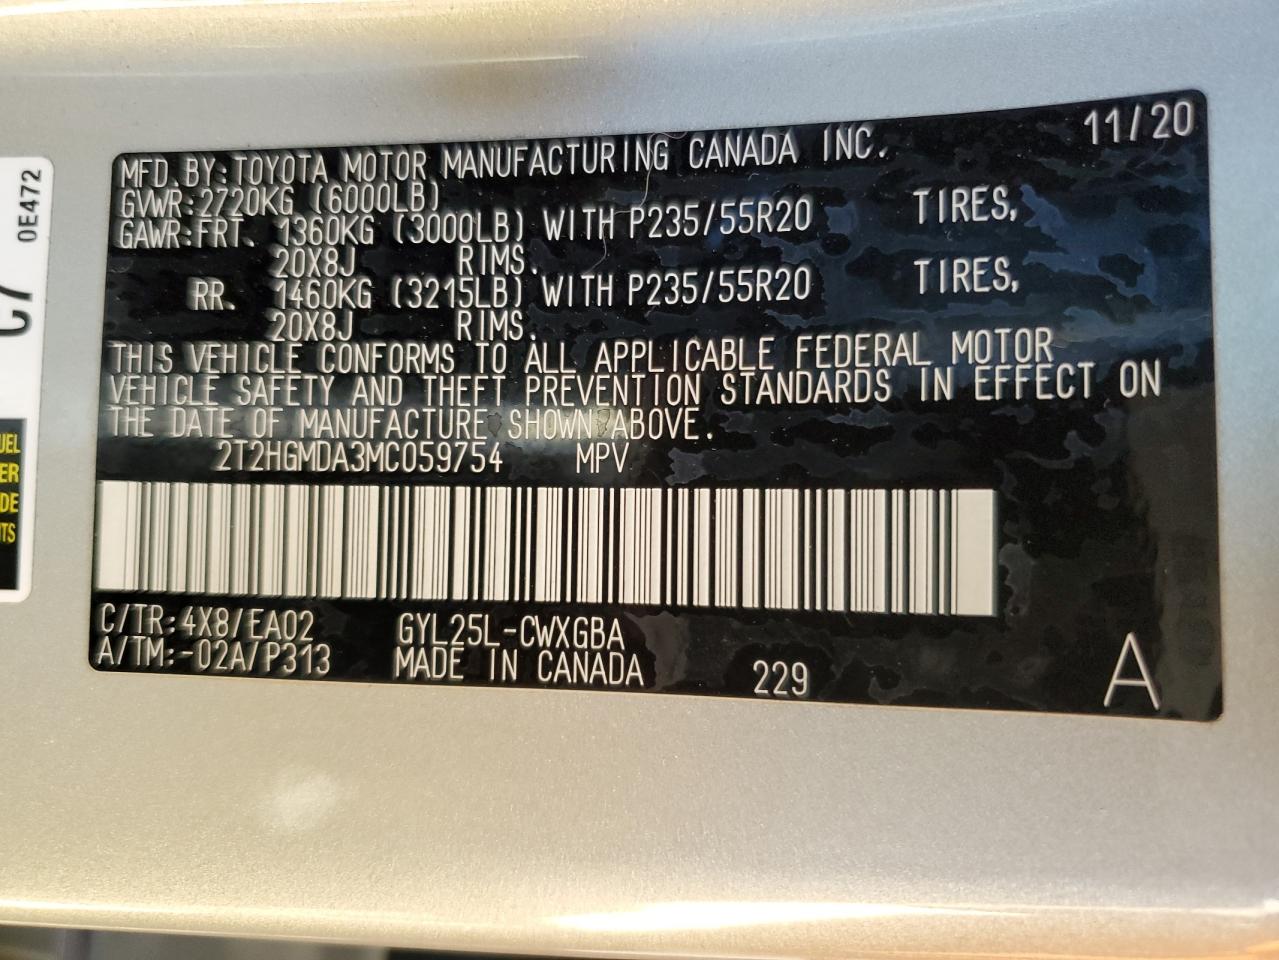 11/20
MFD.BY:TOYOTA MOTOR MANUFACTURING CANADA INC.
GVWR:2720KG (6000LB)
GAWR:FRT. 1360KG (3000LB) WITH P235/55R20 TIRES,
20X8J RIMS.
RR. 1460KG (3215LB) WITH P235/55R20 TIRES,
20X8J RIMS.
THIS VEHICLE CONFORMS TO ALL APPLICABLE FEDERAL MOTOR
VEHICLE SAFETY AND THEFT PREVENTION STANDARDS IN EFFECT ON
THE DATE OF MANUFACTURE SHOWN ABOVE.
2T2HGMDA3MC059754 MPV
C/TR:4X8/EA02 GYL25L-CWXGBA
A/TM:-02A/P313 MADE IN CANADA 229 A
0E472